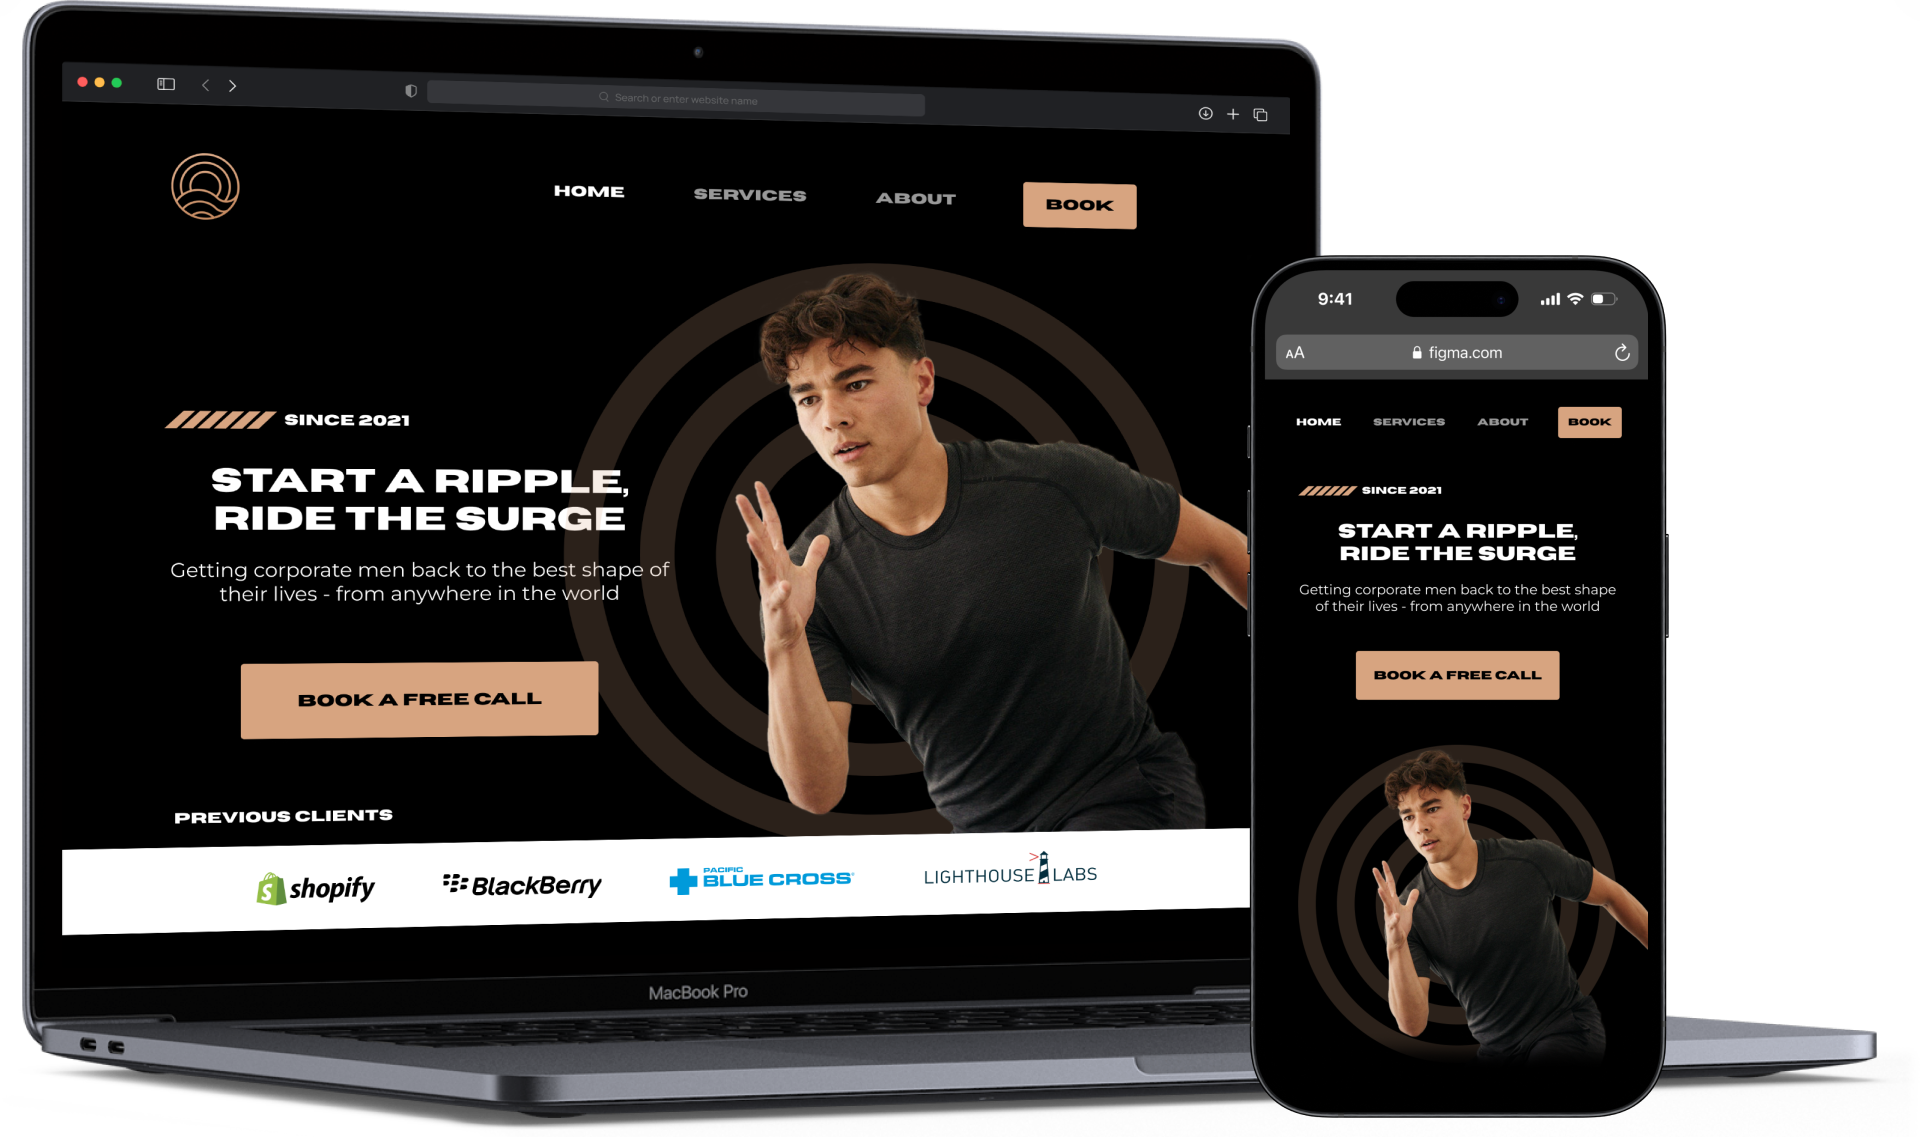 Search or enter website name
HOME
SERVICES
ABOUT
BOOK
SINCE 2021
START A RIPPLE,
RIDE THE SURGE
Getting corporate men back to the best shape of
their lives - from anywhere in the world
BOOK A FREE CALL
PREVIOUS CLIENTS
S shopify
BlackBerry
PACIFIC
BLUE CROSS
LIGHTHOUSE LABS
MacBook Pro
9:41
AA
figma.com
HOME
SERVICES
ABOUT
BOOK
SINCE 2021
START A RIPPLE,
RIDE THE SURGE
Getting corporate men back to the best shape
of their lives - from anywhere in the world
BOOK A FREE CALL